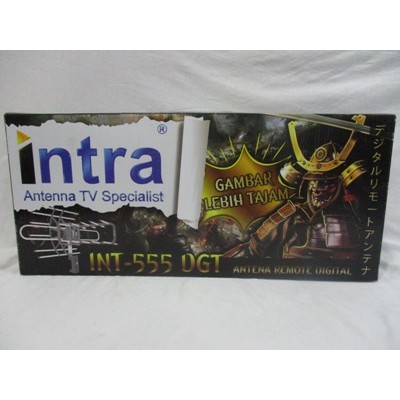 intra®
Antenna TV Specialist
GAMBAR
LEBIH TAJAM
INT-555 DGT
ANTENA REMOTE DIGITAL
デジタルリモートアンテナ